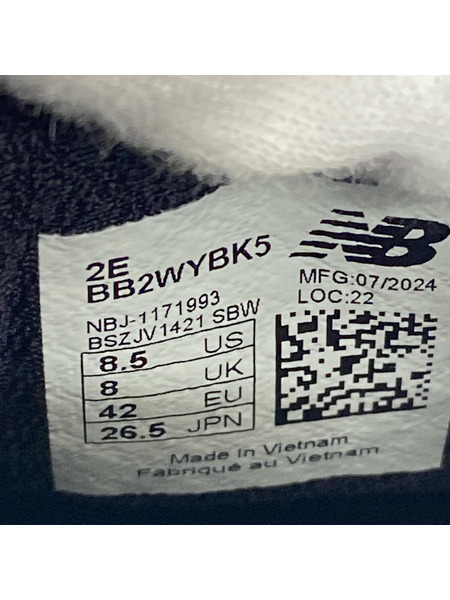 2E
BB2WYBK5
NBJ-1171993
BSZJV1421 SBW
8.5 US
8 UK
42 EU
26.5 JPN
NB
MFG:07/2024
LOC:22
Made in Vietnam
Fabriqué au Vietnam